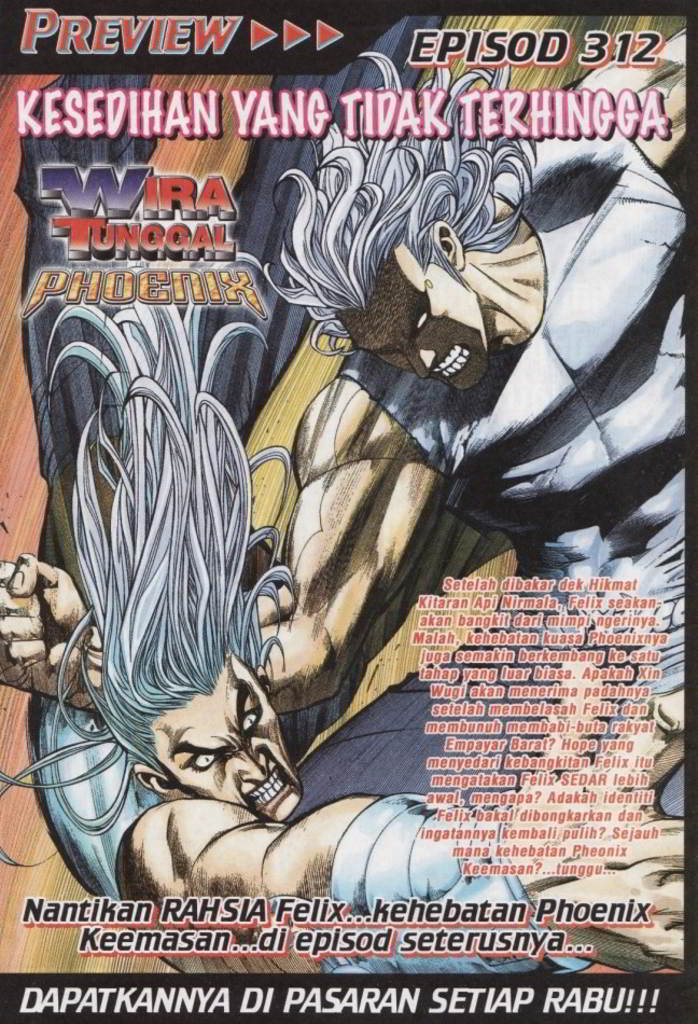 PREVIEW
EPISOD 312
KESEDIHAN YANG TIDAK TERHINGGA
WIRA
TUNGGAL
PHOENIX
Setelah dibakar dek Hikmat
Kitaran Api Nirmala, Felix seakan-
akan bangkit dari mimpi ngerinya.
Malah, kehebatan kuasa Phoenixnya
juga semakin berkembang ke satu
tahap yang luar biasa. Apakah Xin
Wugi akan menerima padahnya
setelah membelasah Felix dan
membunuh membabi-buta rakyat
Empayar Barat? Hope yang
menyedari kebangkitan Felix itu
mengatakan Felix SEDAR lebih
awal, mengapa? Adakah identiti
Felix bakal dibongkarkan dan
ingatannya kembali pulih? Sejauh
mana kehebatan Pheonix
Keemasan?...tunggu...
Nantikan RAHSIA Felix...kehebatan Phoenix
Keemasan...di episod seterusnya...
DAPATKANNYA DI PASARAN SETIAP RABU!!!